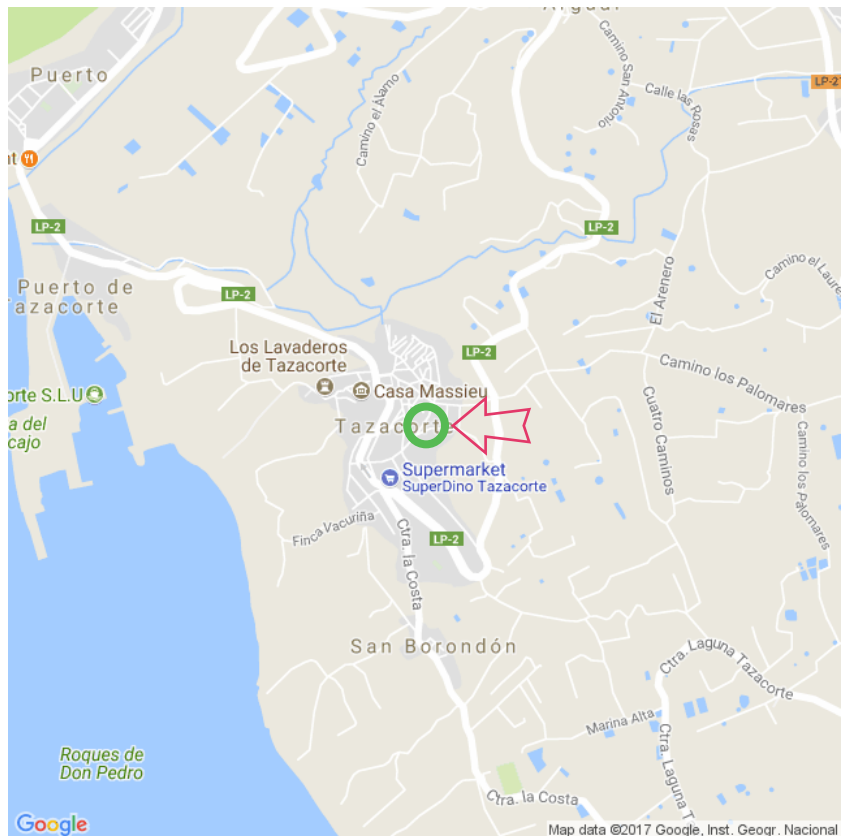 Argual
Puerto
Camino San Antonio
LP-2
Calle las Rosas
Camino el Álamo
LP-2
LP-2
Camino el Laurel
Puerto de
Tazacorte
LP-2
El Arenero
Los Lavaderos
de Tazacorte
LP-2
Camino los Palomares
orte S.L.U
Casa Massieu
a del
cajo
Tazacorte
Cuatro Caminos
Camino los Palomares
Supermarket
SuperDino Tazacorte
Finca Vacuriña
Ctra. la Costa
LP-2
San Borondón
Ctra. Laguna Tazacorte
Marina Alta
Ctra. Laguna T
Roques de
Don Pedro
Ctra. la Costa
Google
Map data ©2017 Google, Inst. Geogr. Nacional